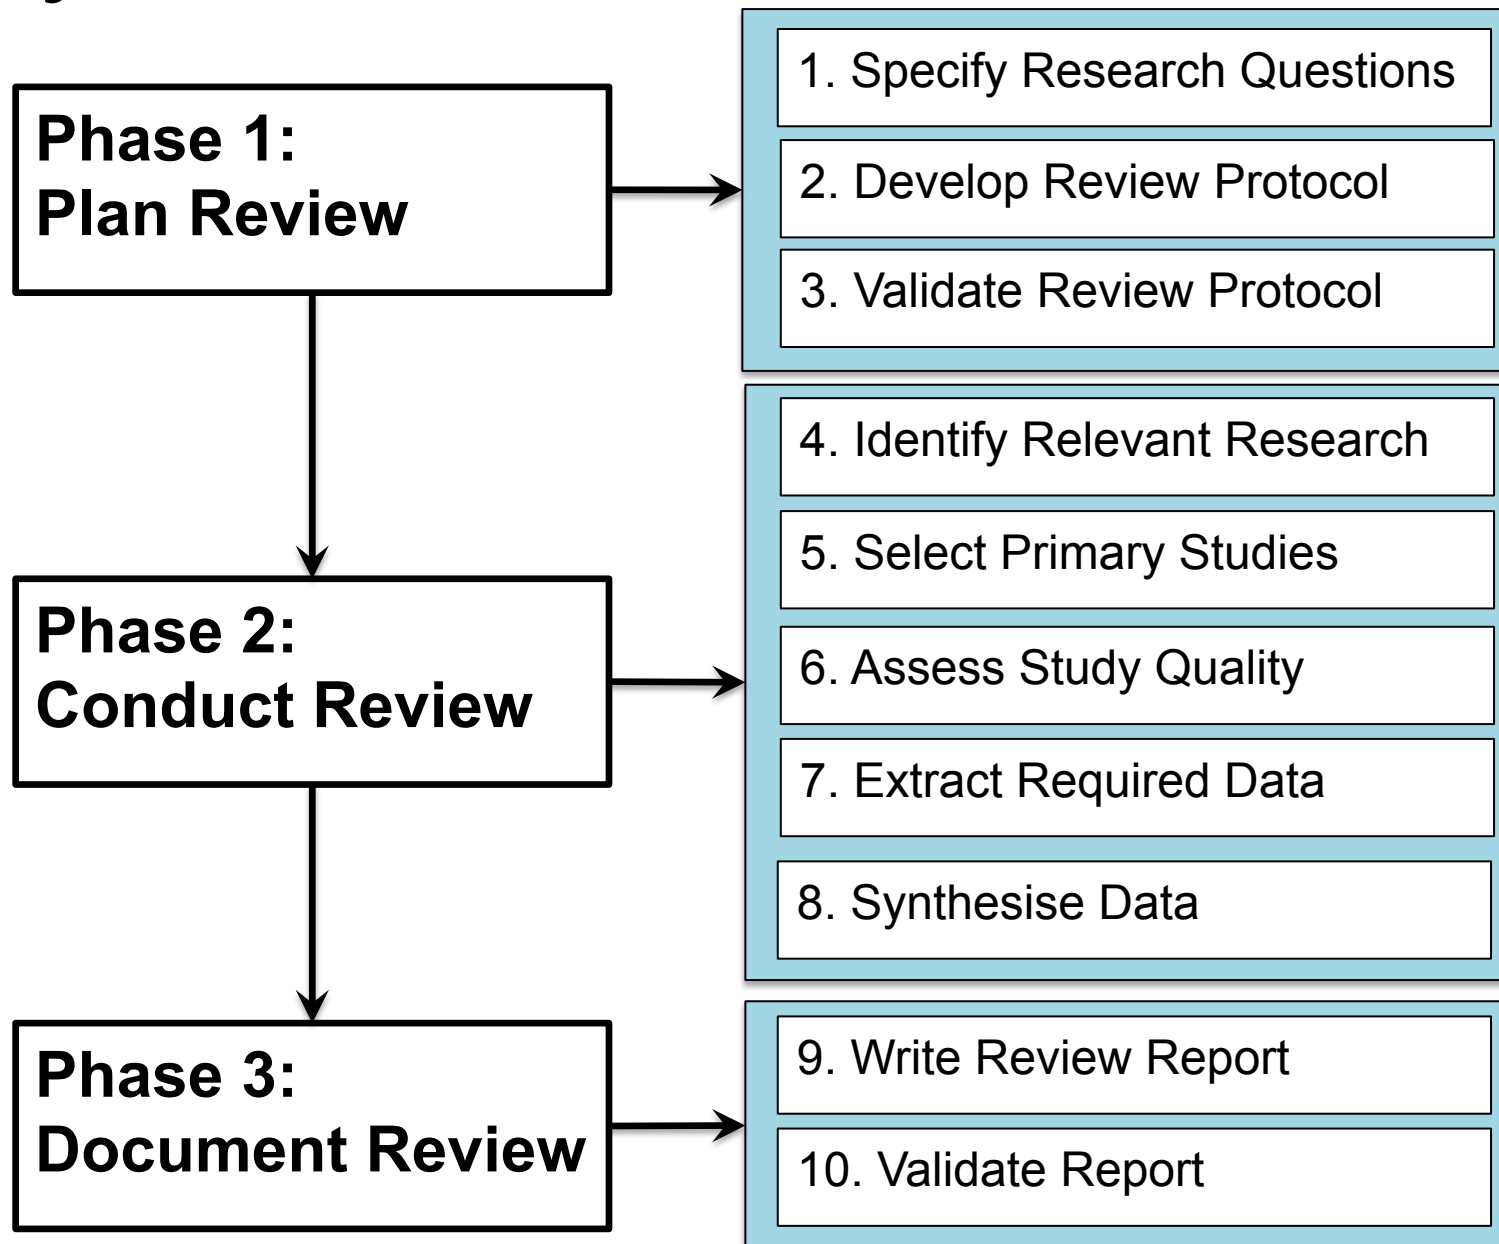 Phase 1:
Plan Review
1. Specify Research Questions
2. Develop Review Protocol
3. Validate Review Protocol
Phase 2:
Conduct Review
4. Identify Relevant Research
5. Select Primary Studies
6. Assess Study Quality
7. Extract Required Data
8. Synthesise Data
Phase 3:
Document Review
9. Write Review Report
10. Validate Report